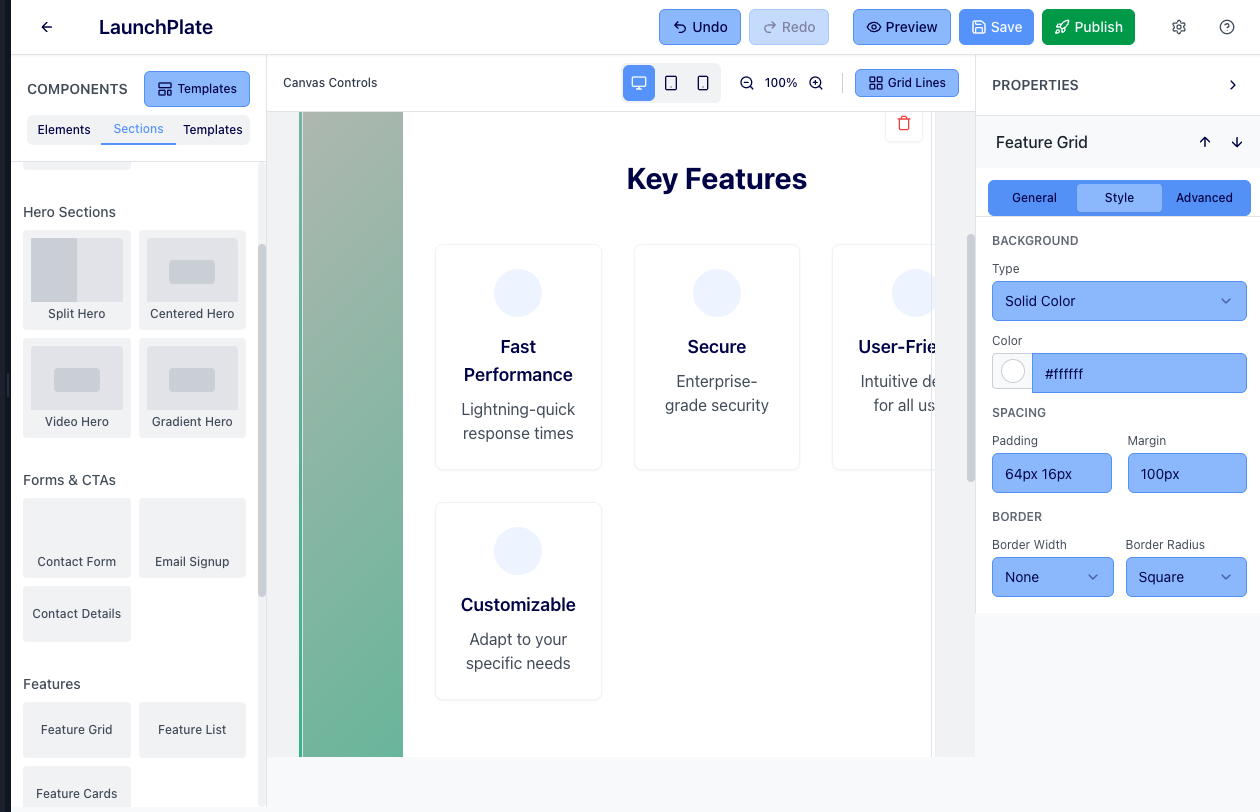 LaunchPlate
Undo
Redo
Preview
Save
Publish
COMPONENTS
Templates
Elements
Sections
Templates
Hero Sections
Split Hero
Centered Hero
Video Hero
Gradient Hero
Forms & CTAs
Contact Form
Email Signup
Contact Details
Features
Feature Grid
Feature List
Feature Cards
Canvas Controls
100%
Grid Lines
Key Features
Fast
Performance
Lightning-quick
response times
Secure
Enterprise-
grade security
User-Frie
Intuitive de
for all us
Customizable
Adapt to your
specific needs
PROPERTIES
Feature Grid
General
Style
Advanced
BACKGROUND
Type
Solid Color
Color
#ffffff
SPACING
Padding
Margin
64px 16px
100px
BORDER
Border Width
Border Radius
None
Square